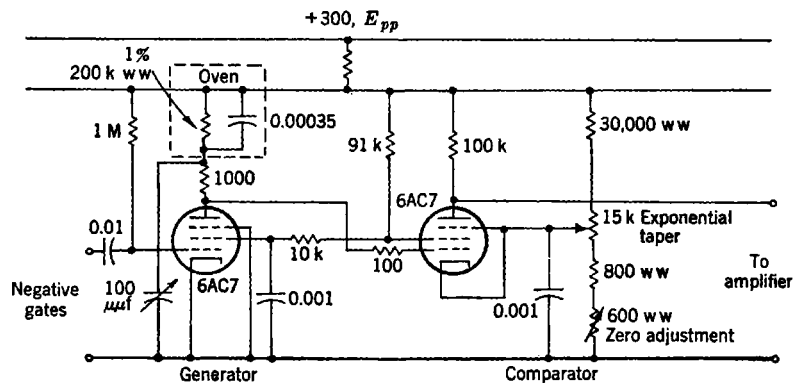 +300, Epp
1%
200 k ww
Oven
0.00035
1 M
91 k
100 k
30,000 ww
1000
6AC7
0.01
15 k Exponential
taper
10 k
100
800 ww
To
amplifier
Negative
gates
100
μμf
6AC7
0.001
0.001
600 ww
Zero adjustment
Generator
Comparator